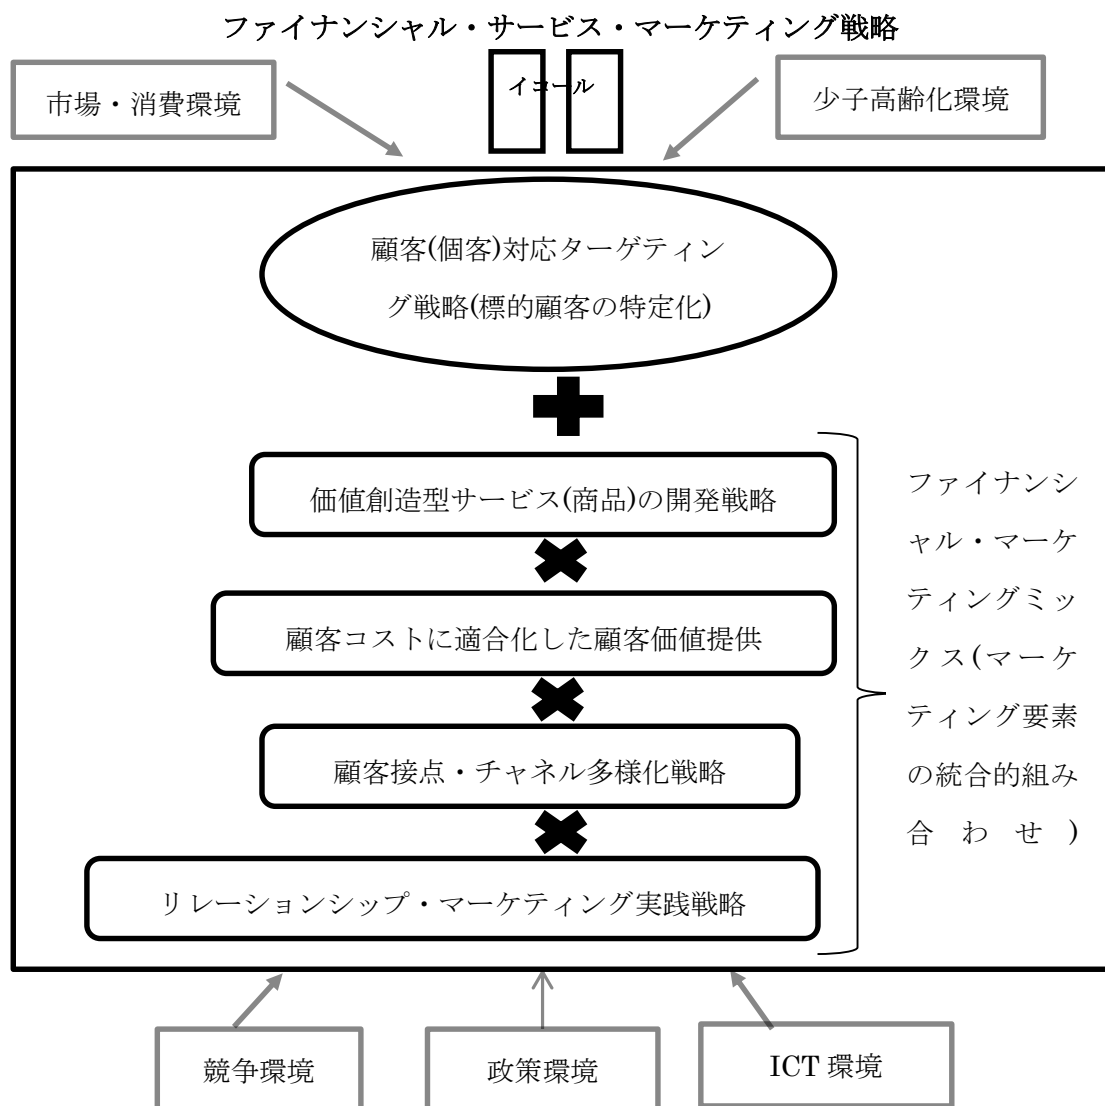 ファイナンシャル・サービス・マーケティング戦略
イコール
市場・消費環境
少子高齢化環境
顧客(個客)対応ターゲティン
グ戦略(標的顧客の特定化)
価値創造型サービス(商品)の開発戦略
顧客コストに適合化した顧客価値提供
顧客接点・チャネル多様化戦略
リレーションシップ・マーケティング実践戦略
ファイナンシ
ャル・マーケ
ティングミッ
クス(マーケ
ティング要素
の統合的組み
合わせ)
競争環境
政策環境
ICT 環境